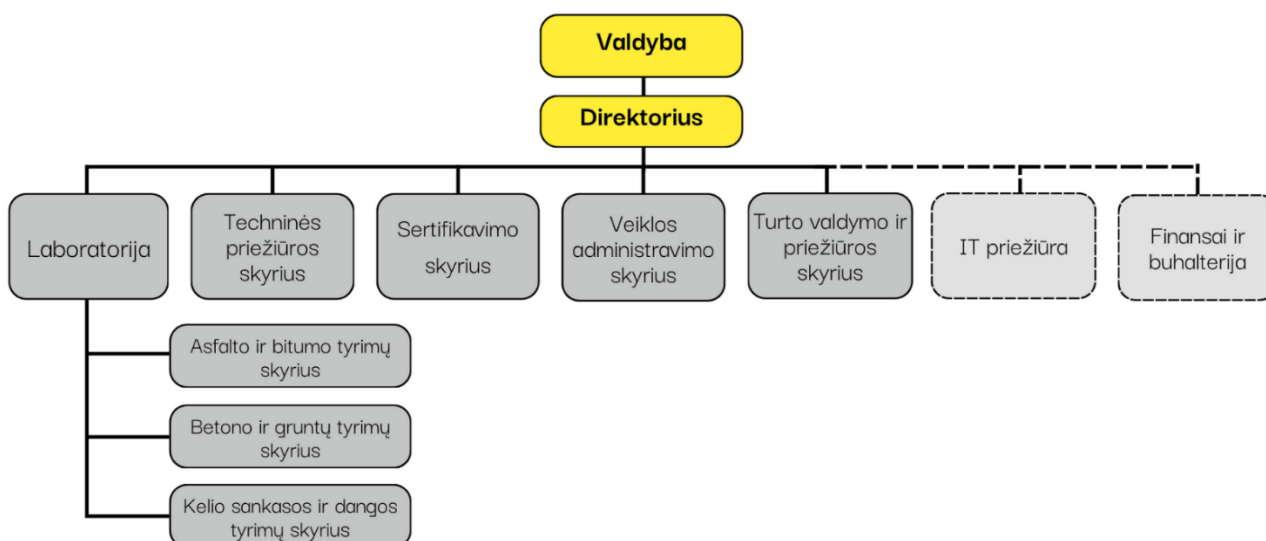 Valdyba
Direktorius
Laboratorija
Techninės
priežiūros
skyrius
Sertifikavimo
skyrius
Veiklos
administravimo
skyrius
Turto valdymo ir
priežiūros
skyrius
IT priežiūra
Finansai ir
buhalterija
Asfalto ir bitumo tyrimų
skyrius
Betono ir gruntų tyrimų
skyrius
Kelio sankasos ir dangos
tyrimų skyrius